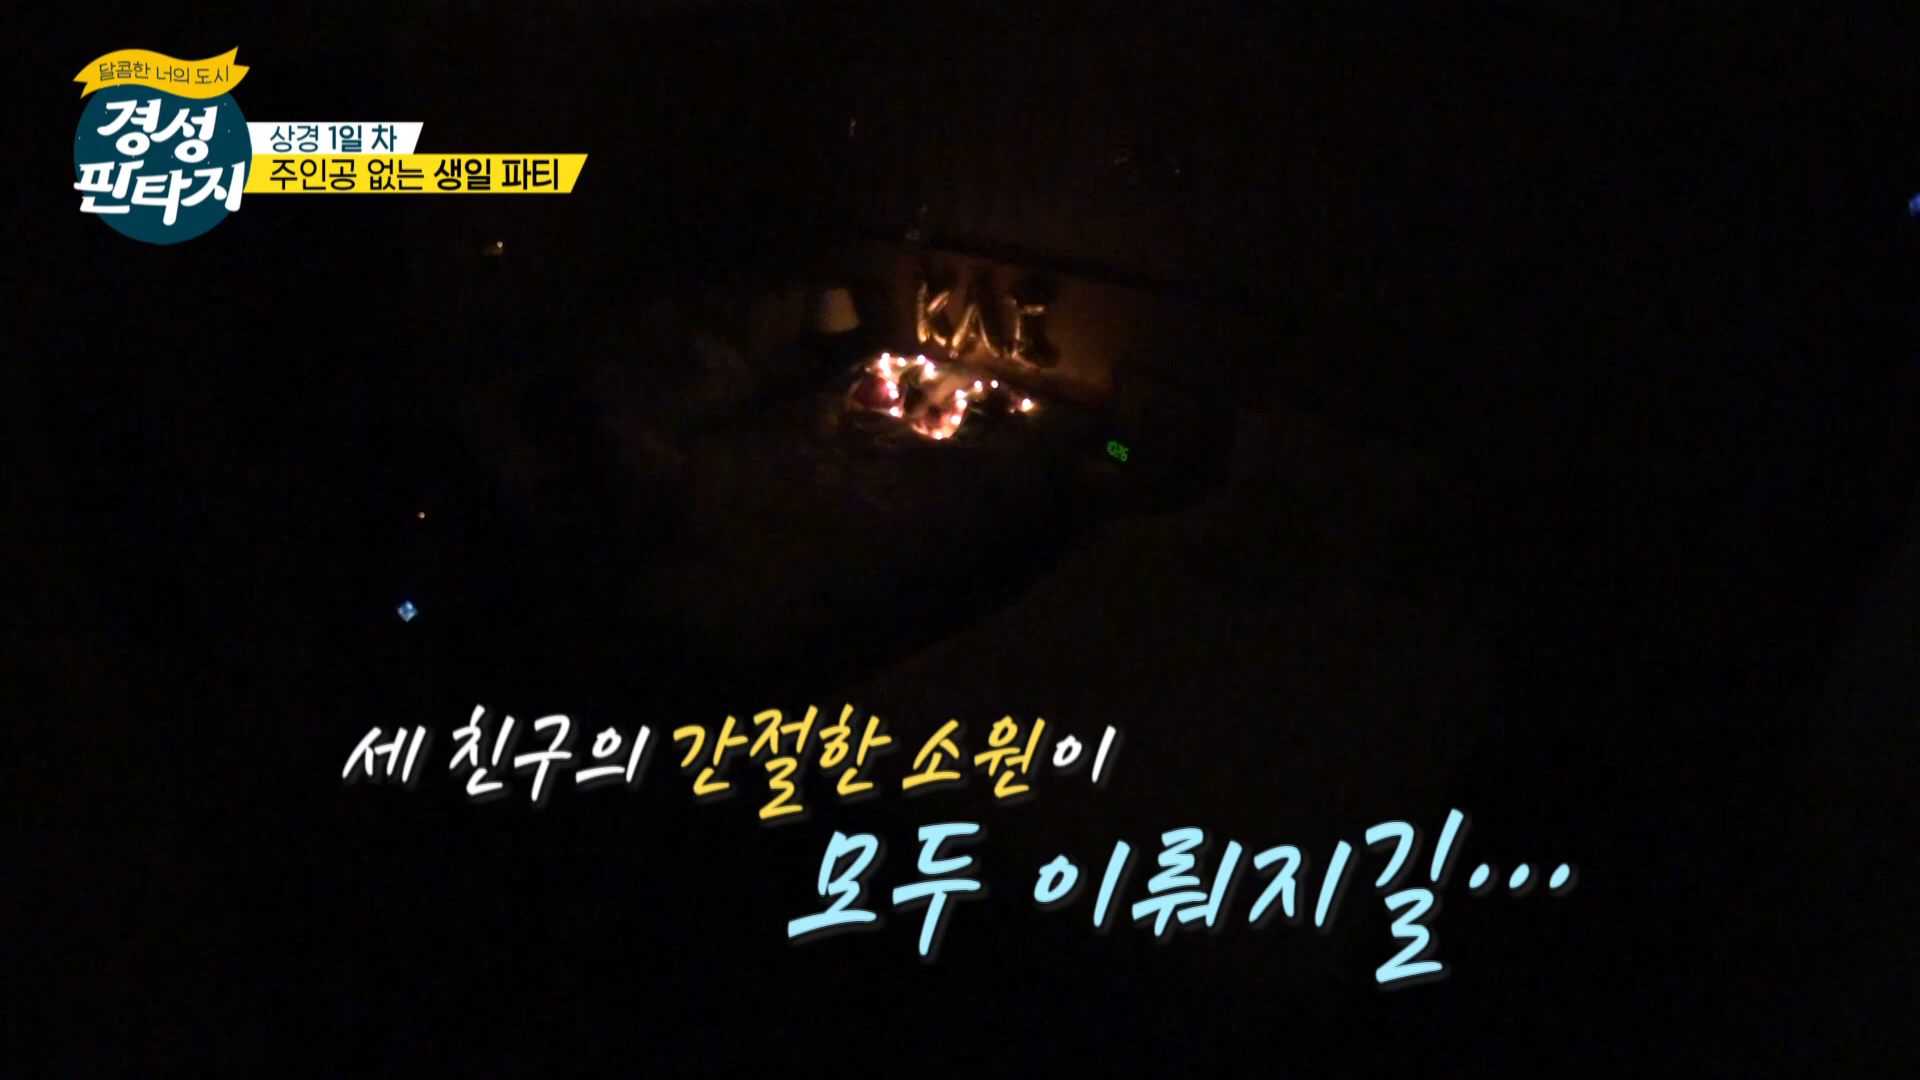 달콤한 너의 도시
경성
판타지
상경 1일 차
주인공 없는 생일 파티
KAE
세 친구의 간절한 소원이
모두 이뤄지길...